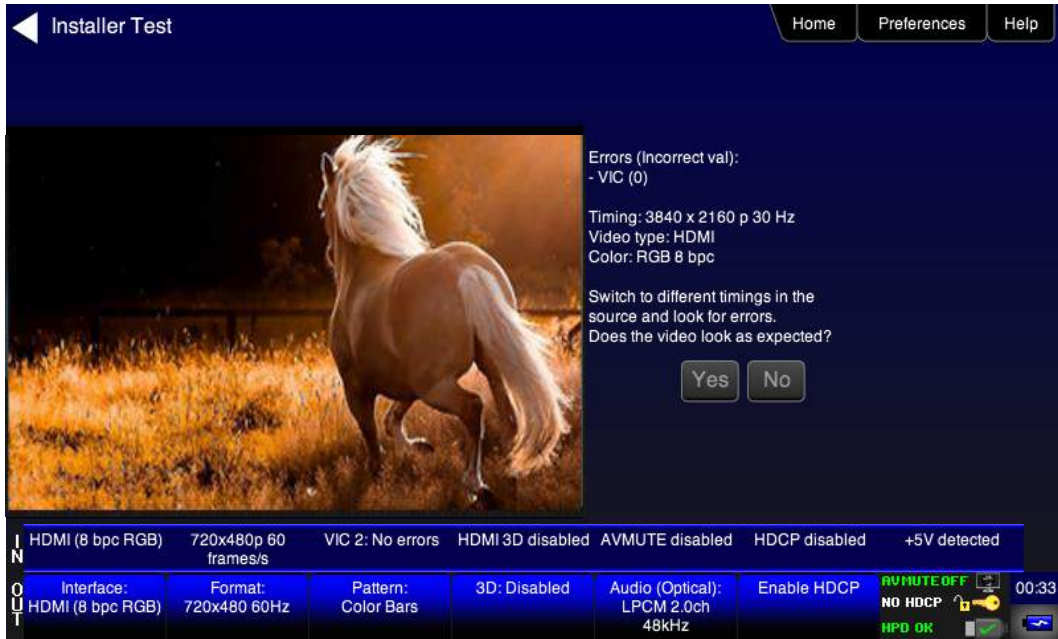 Installer Test
Home
Preferences
Help
Errors (Incorrect val):
- VIC (0)
Timing: 3840 x 2160 p 30 Hz
Video type: HDMI
Color: RGB 8 bpc
Switch to different timings in the
source and look for errors.
Does the video look as expected?
Yes
No
IN
HDMI (8 bpc RGB)
720x480p 60
frames/s
VIC 2: No errors
HDMI 3D disabled
AVMUTE disabled
HDCP disabled
+5V detected
OUT
Interface:
HDMI (8 bpc RGB)
Format:
720x480 60Hz
Pattern:
Color Bars
3D: Disabled
Audio (Optical):
LPCM 2.0ch
48kHz
Enable HDCP
AVMUTE OFF
NO HDCP
HPD OK
00:33